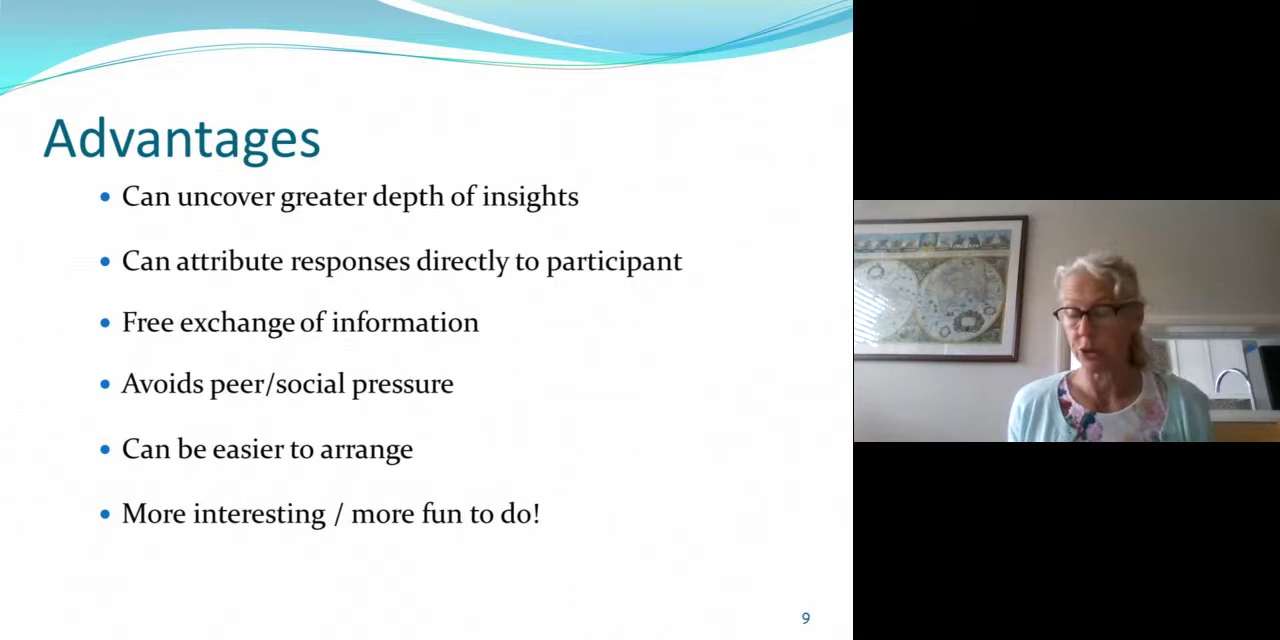 Advantages
Can uncover greater depth of insights
Can attribute responses directly to participant
Free exchange of information
Avoids peer/social pressure
Can be easier to arrange
More interesting / more fun to do!
9